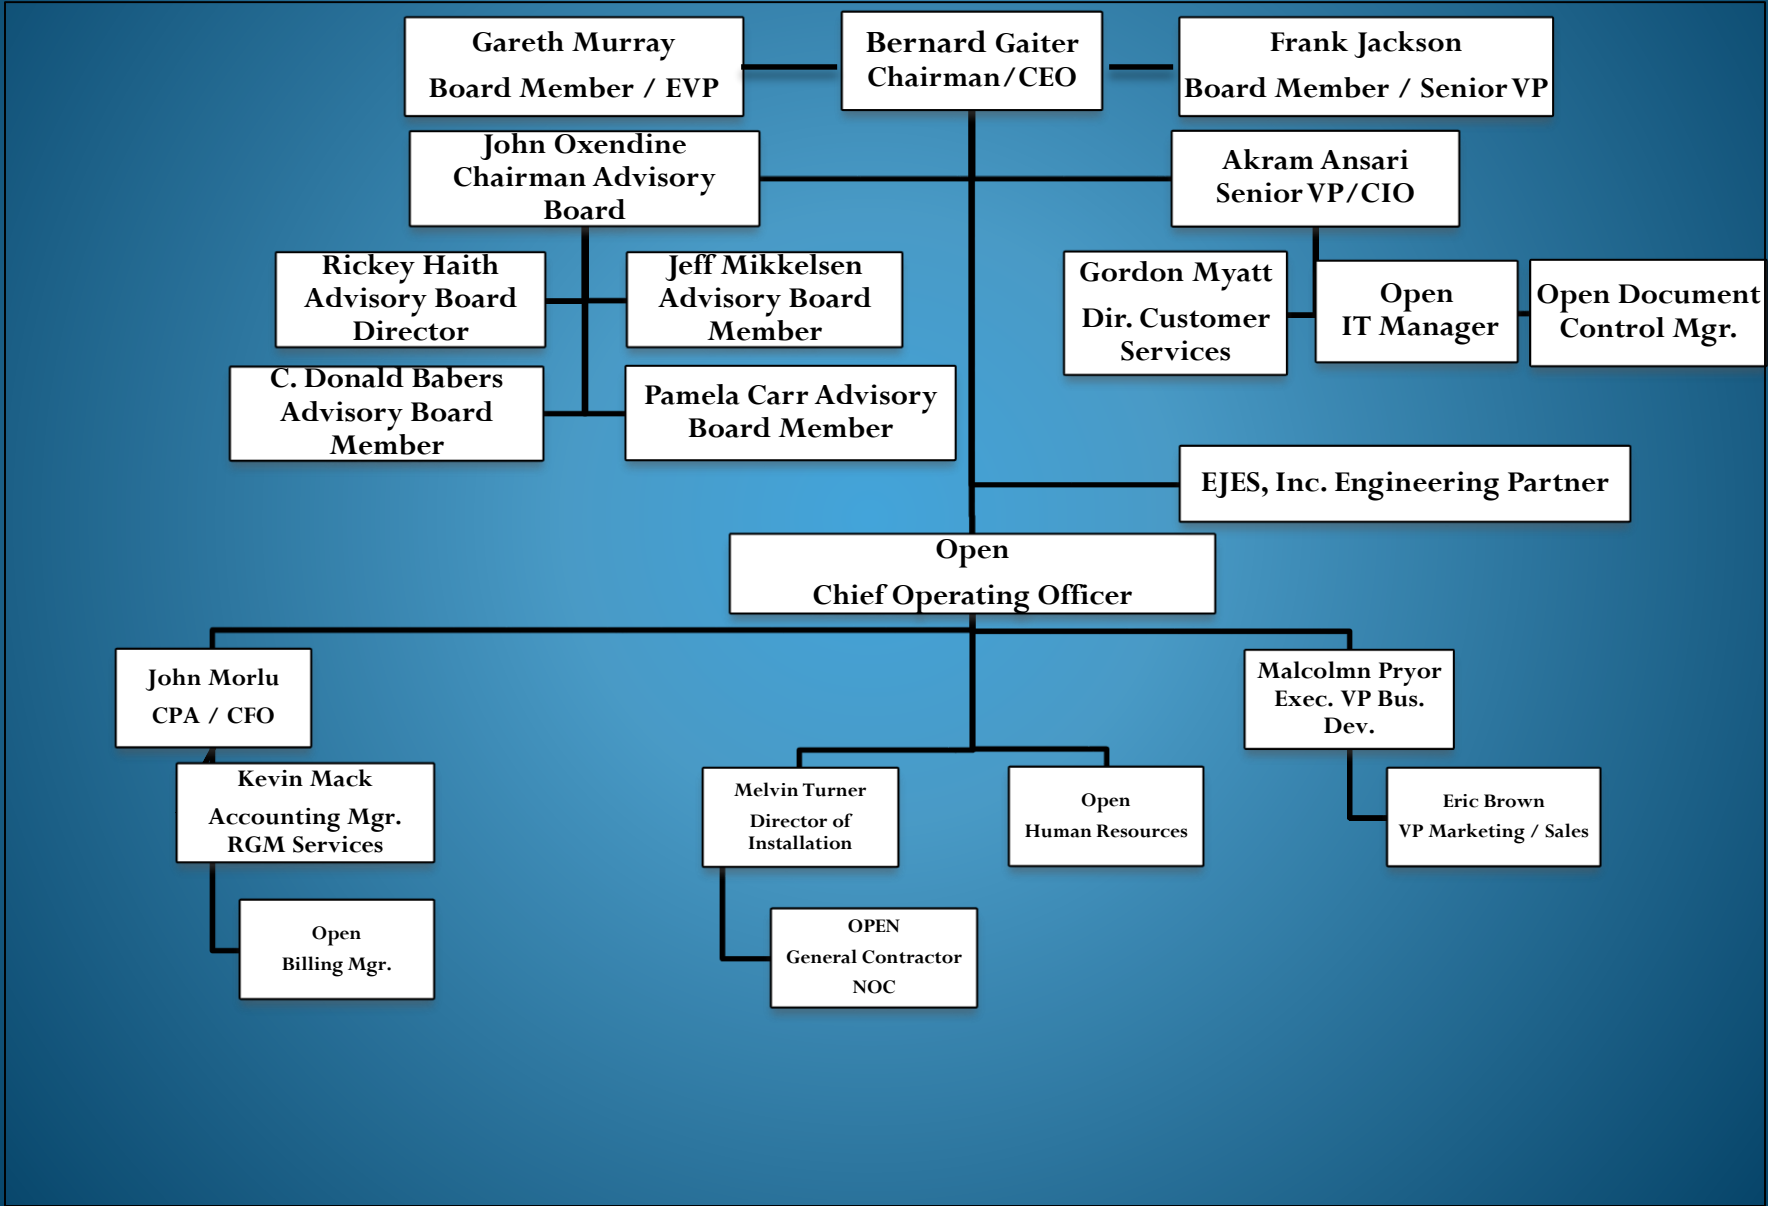 Gareth Murray
Board Member / EVP
Bernard Gaiter
Chairman/CEO
Frank Jackson
Board Member / Senior VP
John Oxendine
Chairman Advisory
Board
Akram Ansari
Senior VP/CIO
Rickey Haith
Advisory Board
Director
Jeff Mikkelsen
Advisory Board
Member
Gordon Myatt
Dir. Customer
Services
Open
IT Manager
Open Document
Control Mgr.
C. Donald Babers
Advisory Board
Member
Pamela Carr Advisory
Board Member
EJES, Inc. Engineering Partner
Open
Chief Operating Officer
John Morlu
CPA / CFO
Malcolmn Pryor
Exec. VP Bus.
Dev.
Kevin Mack
Accounting Mgr.
RGM Services
Melvin Turner
Director of
Installation
Open
Human Resources
Eric Brown
VP Marketing / Sales
Open
Billing Mgr.
OPEN
General Contractor
NOC